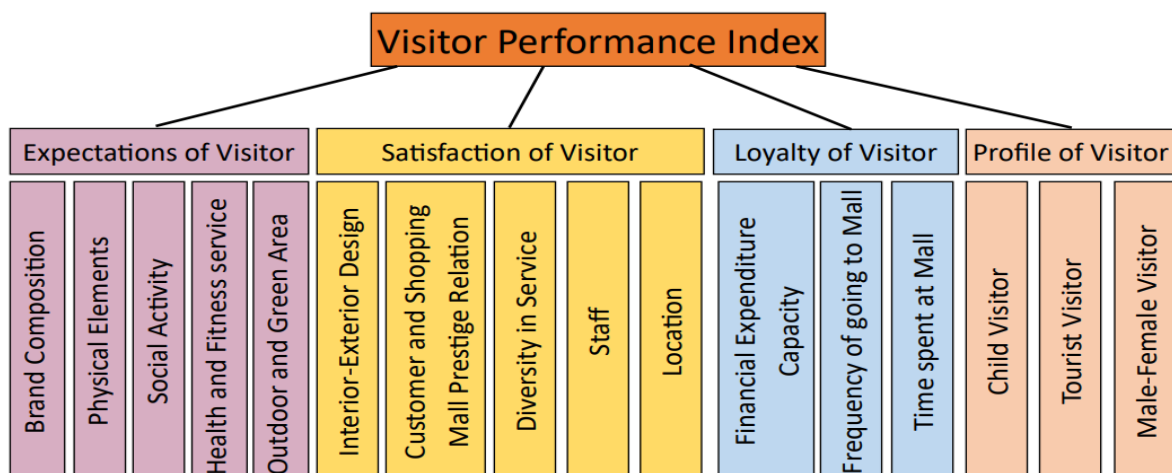 Visitor Performance Index
Expectations of Visitor
Satisfaction of Visitor
Loyalty of Visitor
Profile of Visitor
Brand Composition
Physical Elements
Social Activity
Health and Fitness service
Outdoor and Green Area
Interior-Exterior Design
Customer and Shopping
Mall Prestige Relation
Diversity in Service
Staff
Location
Financial Expenditure
Capacity
Frequency of going to Mall
Time spent at Mall
Child Visitor
Tourist Visitor
Male-Female Visitor